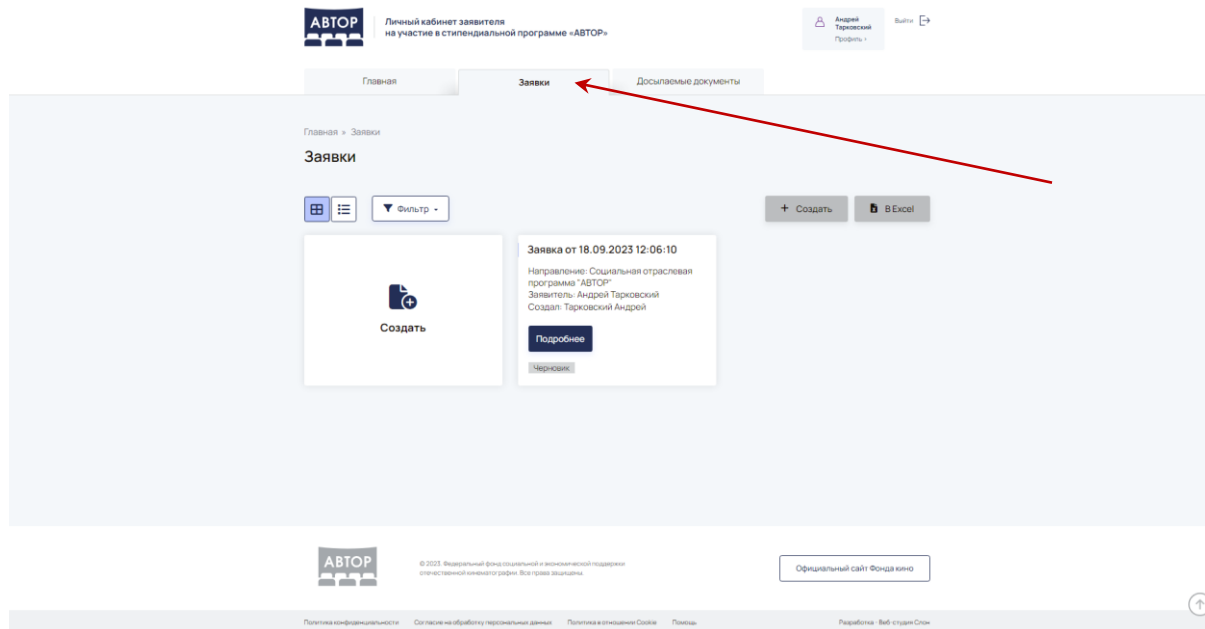 АВТОР
Личный кабинет заявителя
на участие в стипендиальной программе «АВТОР»
Андрей
Тарковский
Профиль ›
Выйти
Главная
Заявки
Досылаемые документы
Главная » Заявки
Заявки
Фильтр
+ Создать
В Excel
Создать
Заявка от 18.09.2023 12:06:10
Направление: Социальная отраслевая
программа "АВТОР"
Заявитель: Андрей Тарковский
Создал: Тарковский Андрей
Подробнее
Черновик
АВТОР
© 2023. Федеральный фонд социальной и экономической поддержки
отечественной кинематографии. Все права защищены.
Официальный сайт Фонда кино
Политика конфиденциальности
Согласие на обработку персональных данных
Политика в отношении Cookie
Помощь
Разработка - Веб-студия Слон